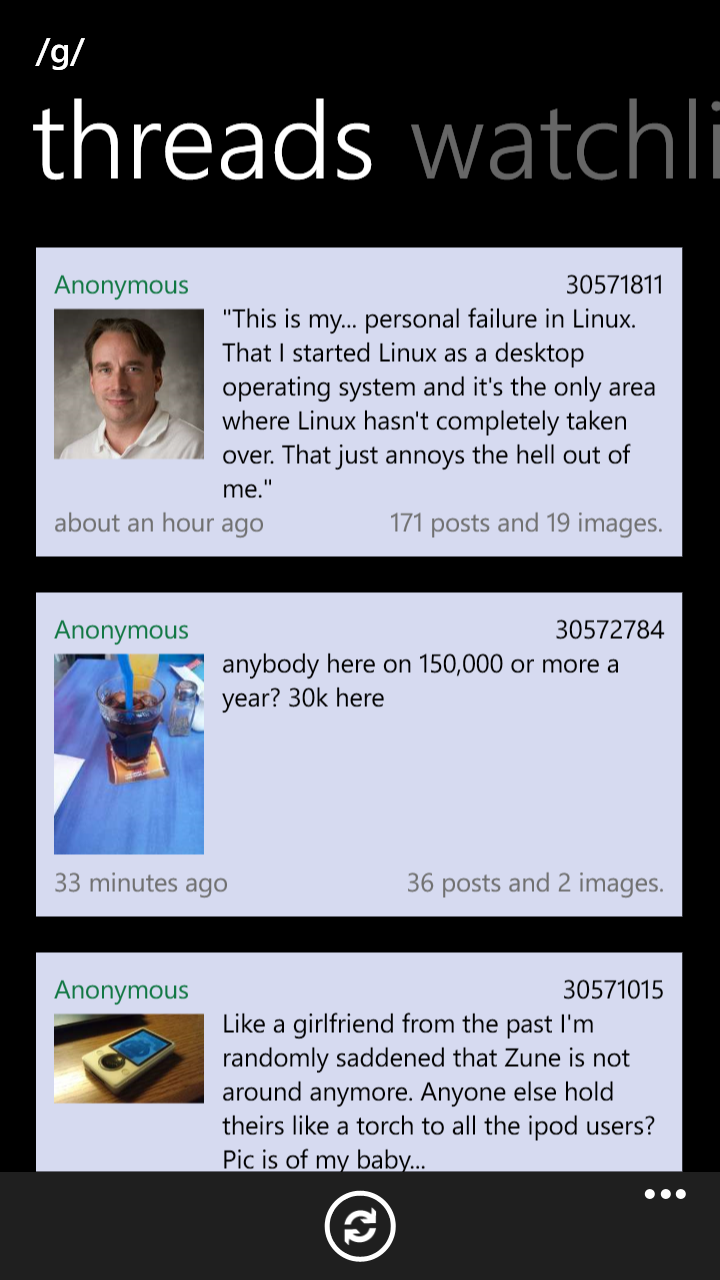 /g/
threads watchli
Anonymous 30571811
"This is my... personal failure in Linux.
That I started Linux as a desktop
operating system and it's the only area
where Linux hasn't completely taken
over. That just annoys the hell out of
me."
about an hour ago 171 posts and 19 images.
Anonymous 30572784
anybody here on 150,000 or more a
year? 30k here
33 minutes ago 36 posts and 2 images.
Anonymous 30571015
Like a girlfriend from the past I'm
randomly saddened that Zune is not
around anymore. Anyone else hold
theirs like a torch to all the ipod users?
Pic is of my baby...